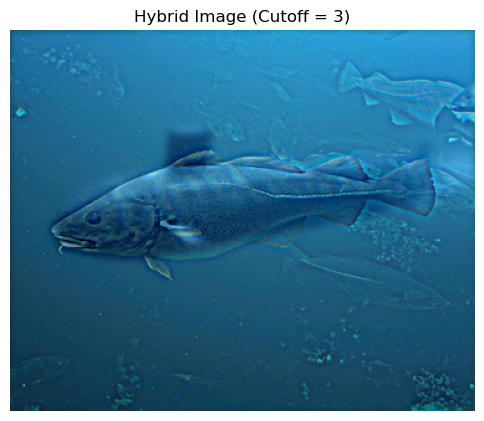 Hybrid Image (Cutoff = 3)